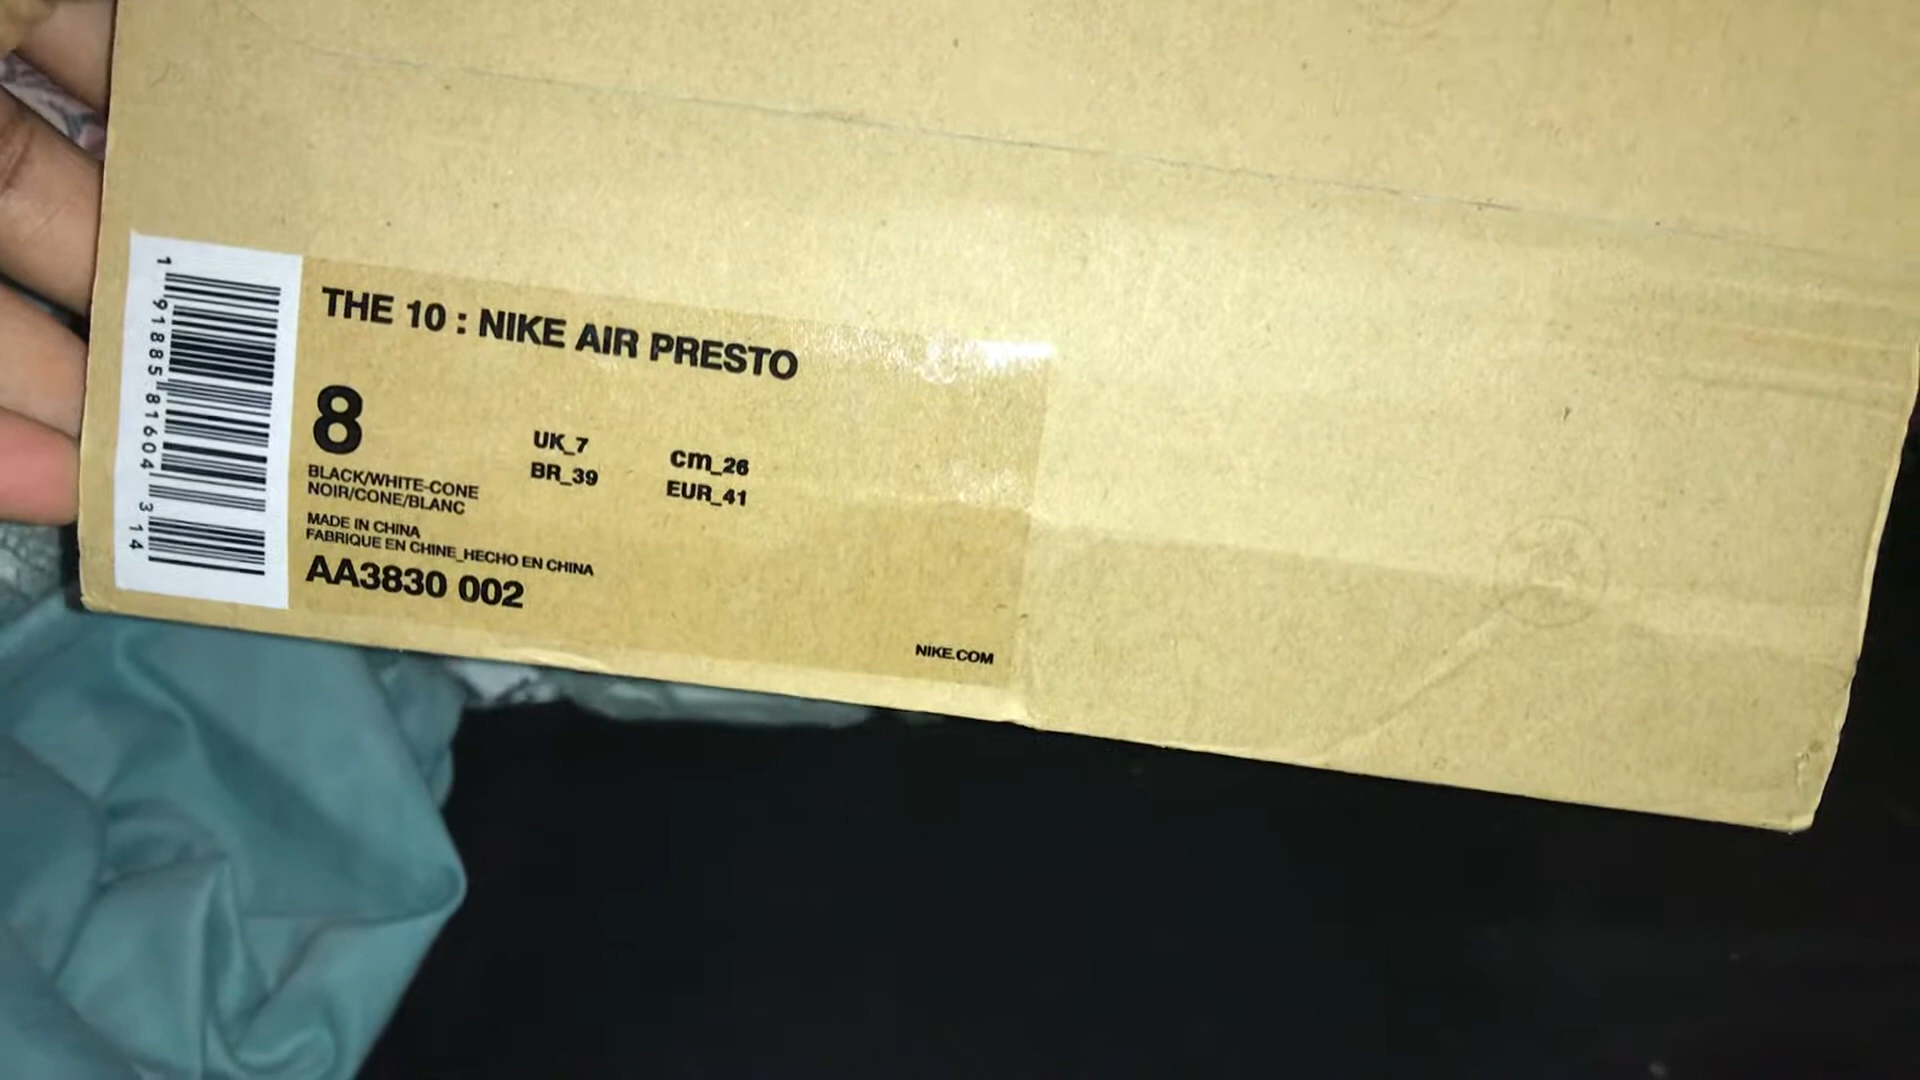 THE 10 : NIKE AIR PRESTO
8
UK_7
cm_26
BR_39
EUR_41
BLACK/WHITE-CONE
NOIR/CONE/BLANC
MADE IN CHINA
FABRIQUE EN CHINE_HECHO EN CHINA
AA3830 002
NIKE.COM
1 91885 81604 3 14